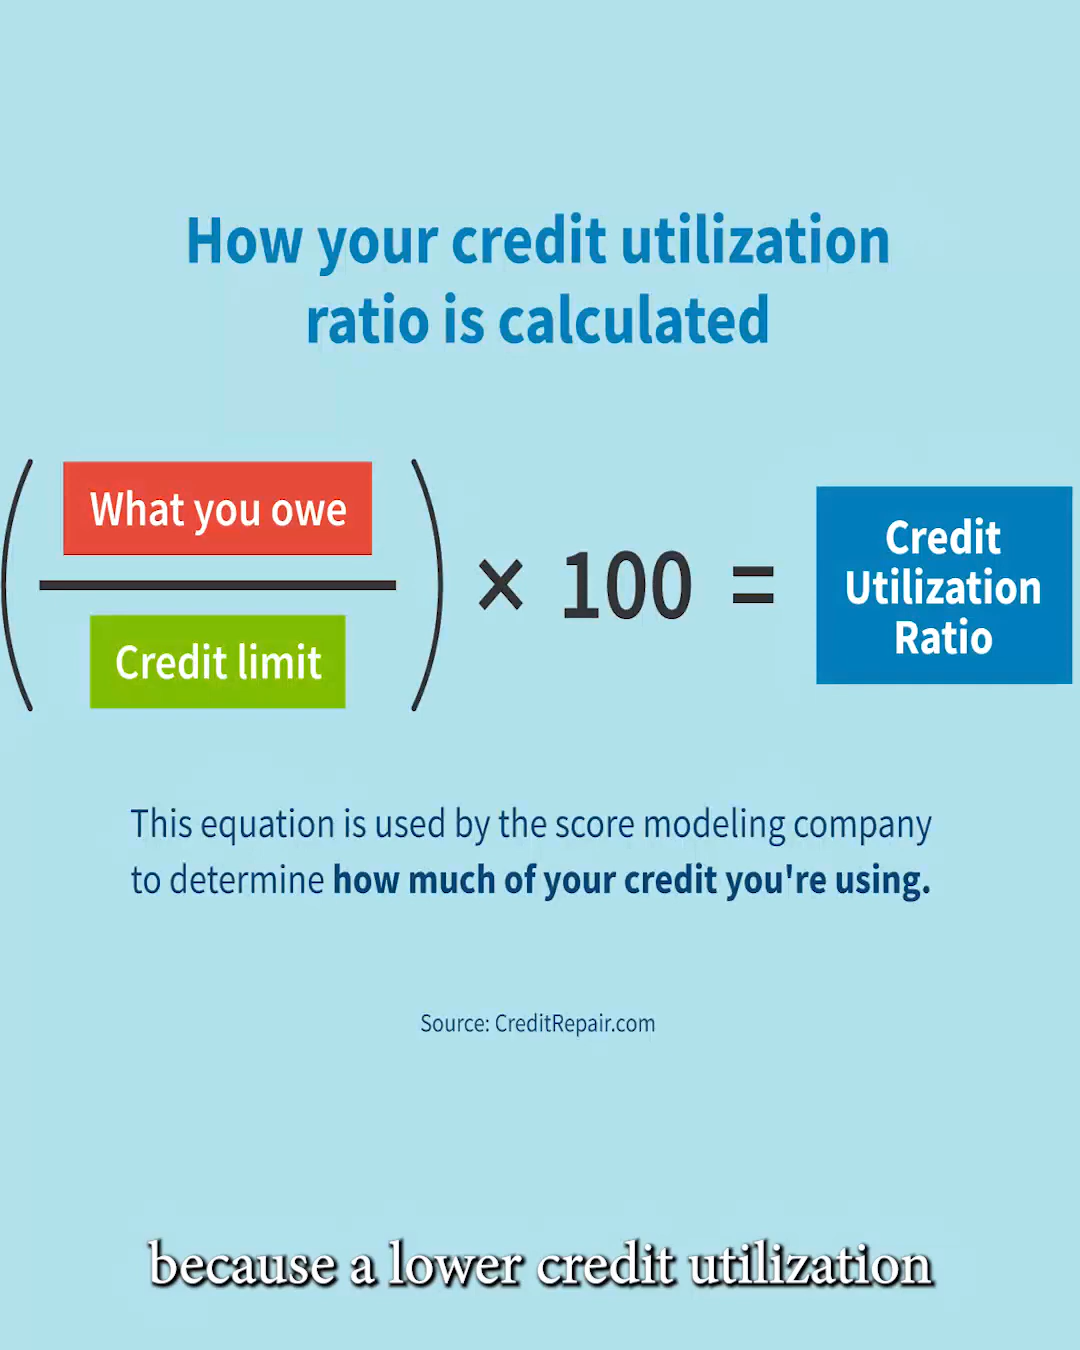 How your credit utilization
ratio is calculated
What you owe
Credit limit
× 100 =
Credit
Utilization
Ratio
This equation is used by the score modeling company
to determine how much of your credit you're using.
Source: CreditRepair.com
because a lower credit utilization